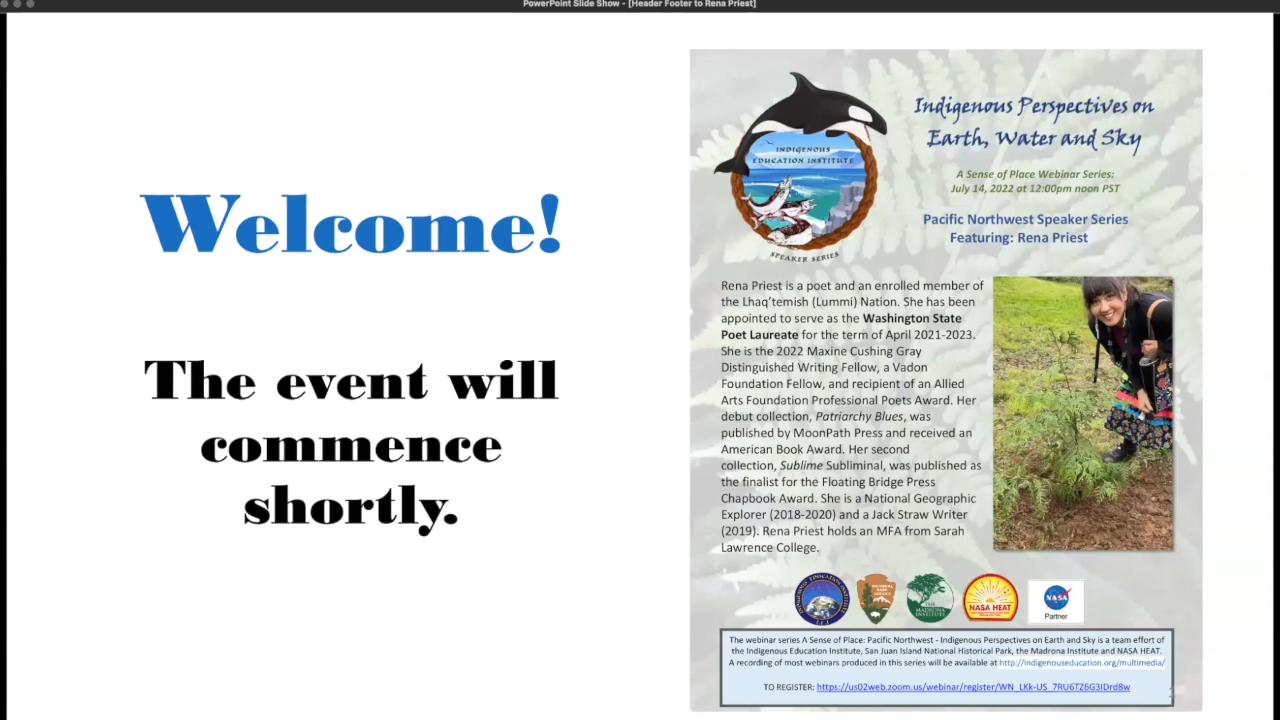 PowerPoint Slide Show - [Header Footer to Rena Priest]
Welcome!
The event will
commence
shortly.
INDIGENOUS
EDUCATION INSTITUTE
SPEAKER SERIES
Indigenous Perspectives on
Earth, Water and Sky
A Sense of Place Webinar Series:
July 14, 2022 at 12:00pm noon PST
Pacific Northwest Speaker Series
Featuring: Rena Priest
Rena Priest is a poet and an enrolled member of
the Lhaq'temish (Lummi) Nation. She has been
appointed to serve as the Washington State
Poet Laureate for the term of April 2021-2023.
She is the 2022 Maxine Cushing Gray
Distinguished Writing Fellow, a Vadon
Foundation Fellow, and recipient of an Allied
Arts Foundation Professional Poets Award. Her
debut collection, Patriarchy Blues, was
published by MoonPath Press and received an
American Book Award. Her second
collection, Sublime Subliminal, was published as
the finalist for the Floating Bridge Press
Chapbook Award. She is a National Geographic
Explorer (2018-2020) and a Jack Straw Writer
(2019). Rena Priest holds an MFA from Sarah
Lawrence College.
THE
MADRONA
INSTITUTE
NASA HEAT
NASA
Partner
The webinar series A Sense of Place: Pacific Northwest - Indigenous Perspectives on Earth and Sky is a team effort of
the Indigenous Education Institute, San Juan Island National Historical Park, the Madrona Institute and NASA HEAT.
A recording of most webinars produced in this series will be available at http://indigenouseducation.org/multimedia/
TO REGISTER: https://us02web.zoom.us/webinar/register/WN_LKk-US_7RU6TZ6G3IDrd8w